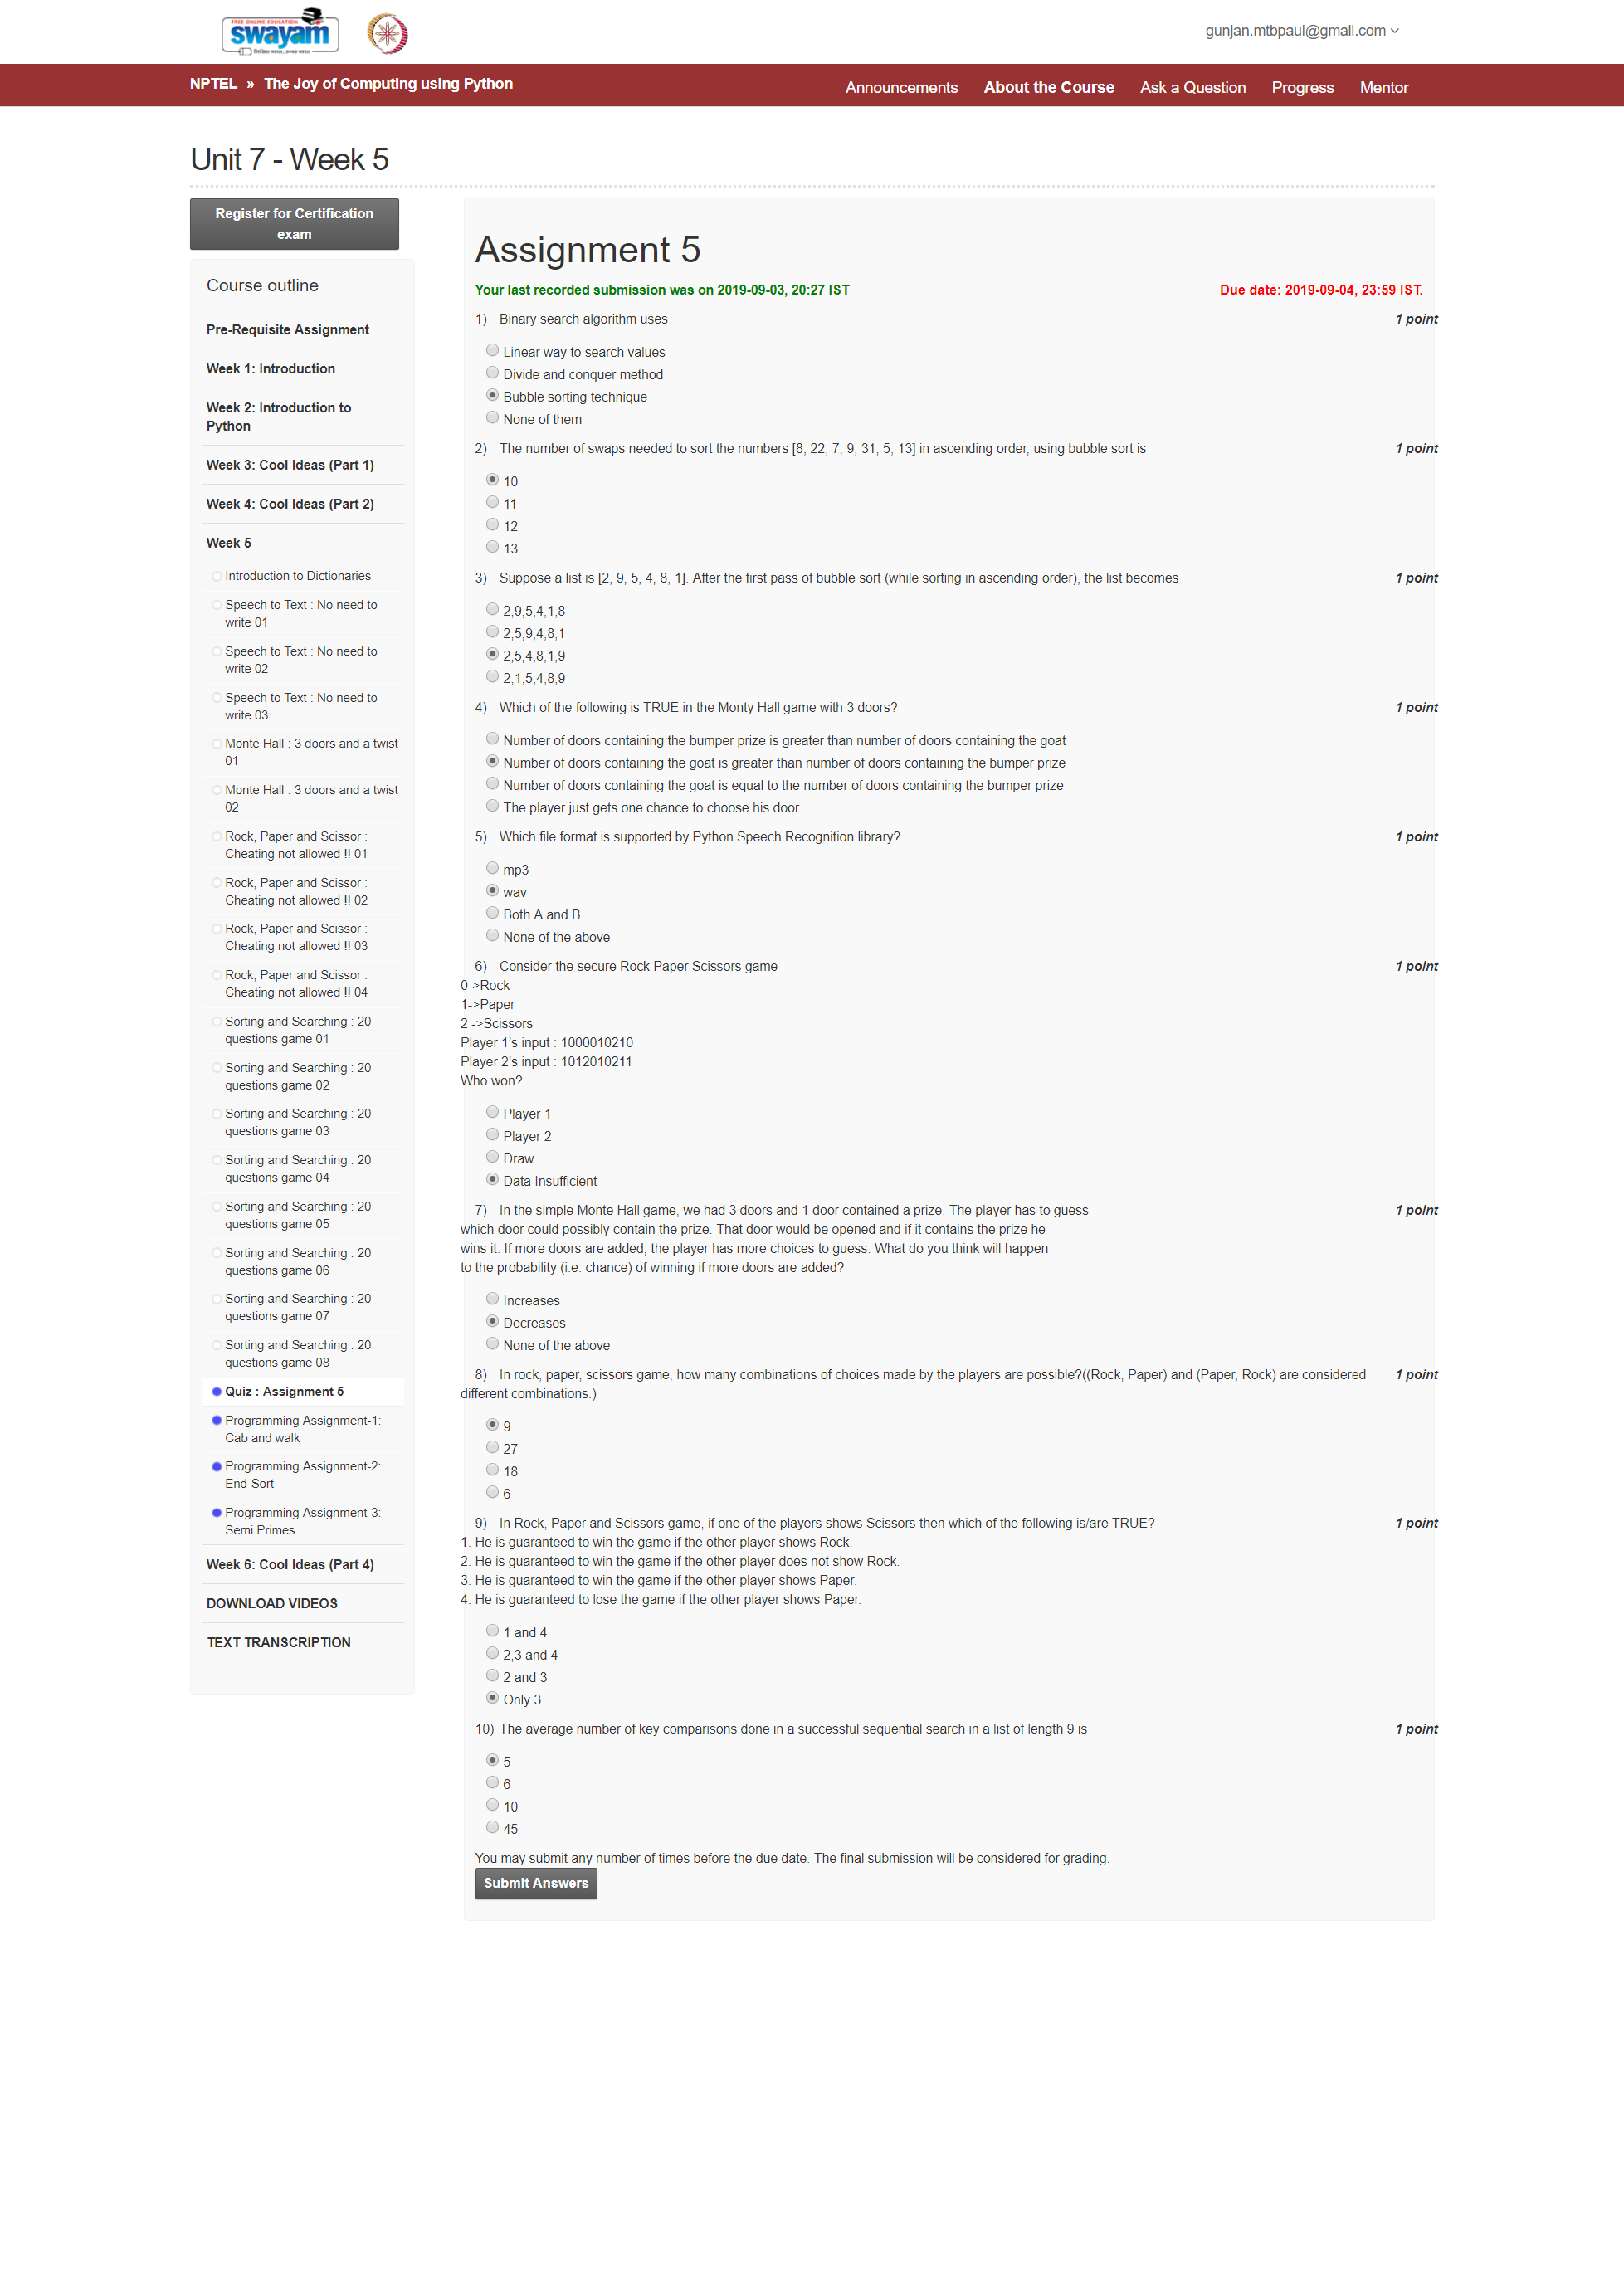 FREE ONLINE EDUCATION
swayam
gunjan.mtbpaul@gmail.com
NPTEL » The Joy of Computing using Python
Announcements About the Course Ask a Question Progress Mentor
Unit 7 - Week 5
Register for Certification
exam
Course outline
Pre-Requisite Assignment
Week 1: Introduction
Week 2: Introduction to
Python
Week 3: Cool Ideas (Part 1)
Week 4: Cool Ideas (Part 2)
Week 5
Introduction to Dictionaries
Speech to Text : No need to
write 01
Speech to Text : No need to
write 02
Speech to Text : No need to
write 03
Monte Hall : 3 doors and a twist
01
Monte Hall : 3 doors and a twist
02
Rock, Paper and Scissor :
Cheating not allowed !! 01
Rock, Paper and Scissor :
Cheating not allowed !! 02
Rock, Paper and Scissor :
Cheating not allowed !! 03
Rock, Paper and Scissor :
Cheating not allowed !! 04
Sorting and Searching : 20
questions game 01
Sorting and Searching : 20
questions game 02
Sorting and Searching : 20
questions game 03
Sorting and Searching : 20
questions game 04
Sorting and Searching : 20
questions game 05
Sorting and Searching : 20
questions game 06
Sorting and Searching : 20
questions game 07
Sorting and Searching : 20
questions game 08
Quiz : Assignment 5
Programming Assignment-1:
Cab and walk
Programming Assignment-2:
End-Sort
Programming Assignment-3:
Semi Primes
Week 6: Cool Ideas (Part 4)
DOWNLOAD VIDEOS
TEXT TRANSCRIPTION
Assignment 5
Your last recorded submission was on 2019-09-03, 20:27 IST Due date: 2019-09-04, 23:59 IST.
1) Binary search algorithm uses 1 point
Linear way to search values
Divide and conquer method
Bubble sorting technique
None of them
2) The number of swaps needed to sort the numbers [8, 22, 7, 9, 31, 5, 13] in ascending order, using bubble sort is 1 point
10
11
12
13
3) Suppose a list is [2, 9, 5, 4, 8, 1]. After the first pass of bubble sort (while sorting in ascending order), the list becomes 1 point
2,9,5,4,1,8
2,5,9,4,8,1
2,5,4,8,1,9
2,1,5,4,8,9
4) Which of the following is TRUE in the Monty Hall game with 3 doors? 1 point
Number of doors containing the bumper prize is greater than number of doors containing the goat
Number of doors containing the goat is greater than number of doors containing the bumper prize
Number of doors containing the goat is equal to the number of doors containing the bumper prize
The player just gets one chance to choose his door
5) Which file format is supported by Python Speech Recognition library? 1 point
mp3
wav
Both A and B
None of the above
6) Consider the secure Rock Paper Scissors game 1 point
0->Rock
1->Paper
2 ->Scissors
Player 1's input : 1000010210
Player 2's input : 1012010211
Who won?
Player 1
Player 2
Draw
Data Insufficient
7) In the simple Monte Hall game, we had 3 doors and 1 door contained a prize. The player has to guess 1 point
which door could possibly contain the prize. That door would be opened and if it contains the prize he
wins it. If more doors are added, the player has more choices to guess. What do you think will happen
to the probability (i.e. chance) of winning if more doors are added?
Increases
Decreases
None of the above
8) In rock, paper, scissors game, how many combinations of choices made by the players are possible?((Rock, Paper) and (Paper, Rock) are considered 1 point
different combinations.)
9
27
18
6
9) In Rock, Paper and Scissors game, if one of the players shows Scissors then which of the following is/are TRUE? 1 point
1. He is guaranteed to win the game if the other player shows Rock.
2. He is guaranteed to win the game if the other player does not show Rock.
3. He is guaranteed to win the game if the other player shows Paper.
4. He is guaranteed to lose the game if the other player shows Paper.
1 and 4
2,3 and 4
2 and 3
Only 3
10) The average number of key comparisons done in a successful sequential search in a list of length 9 is 1 point
5
6
10
45
You may submit any number of times before the due date. The final submission will be considered for grading.
Submit Answers